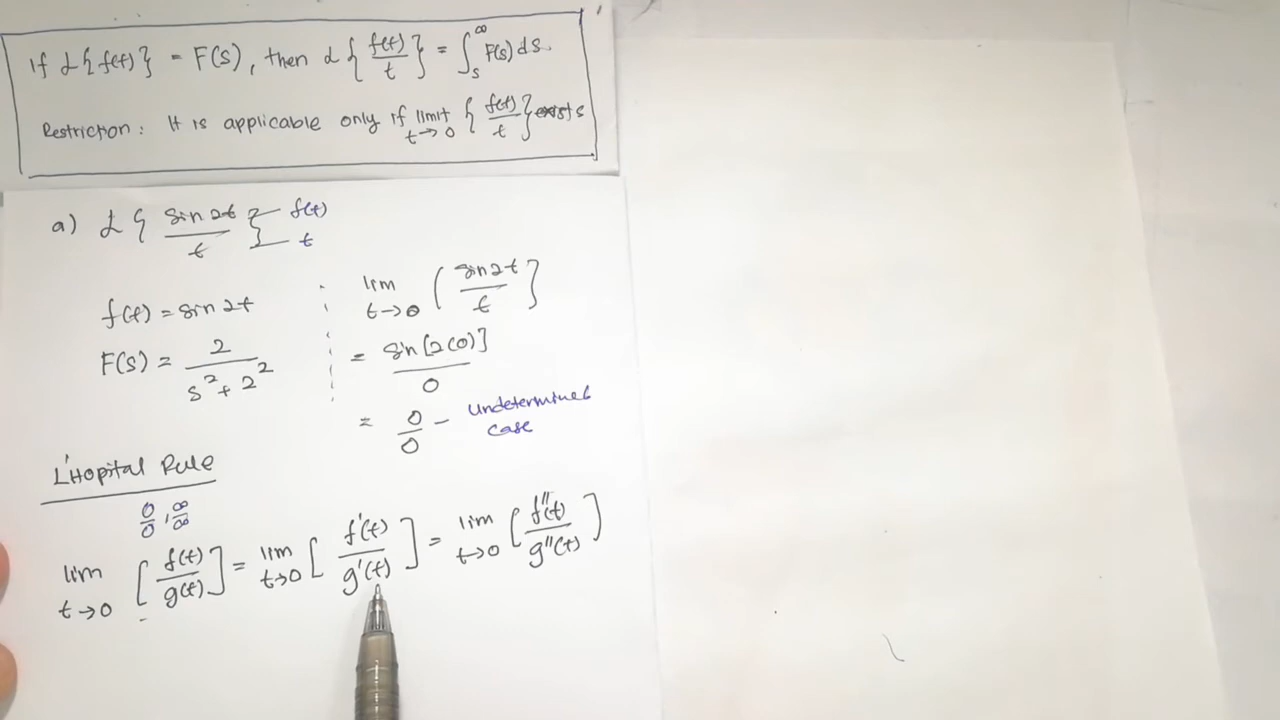 If ℒ{f(t)} = F(s), then ℒ{f(t)/t} = ∫_s^∞ F(s) ds.
Restriction: It is applicable only if limit t→0 {f(t)/t} exists
a) ℒ{sin 2t / t} f(t) t
f(t) = sin 2t
F(s) = 2/(s² + 2²)
lim t→0 (sin 2t / t}
= sin[2(0)] / 0
= 0/0 - undetermined case
L'Hopital Rule
0/0, ∞/∞
lim t→0 [f(t)/g(t)] = lim t→0 [f'(t)/g'(t)] = lim t→0 [f''(t)/g''(t)]